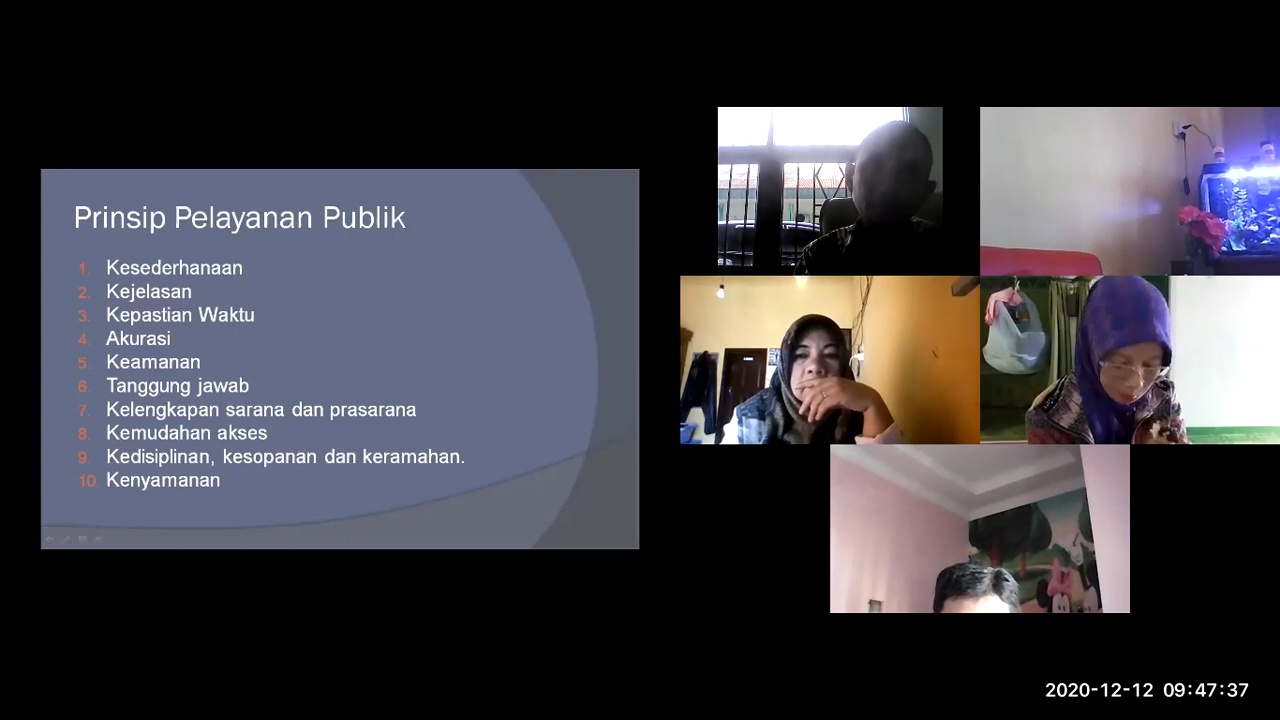 Prinsip Pelayanan Publik
1. Kesederhanaan
2. Kejelasan
3. Kepastian Waktu
4. Akurasi
5. Keamanan
6. Tanggung jawab
7. Kelengkapan sarana dan prasarana
8. Kemudahan akses
9. Kedisiplinan, kesopanan dan keramahan.
10. Kenyamanan
2020-12-12 09:47:37